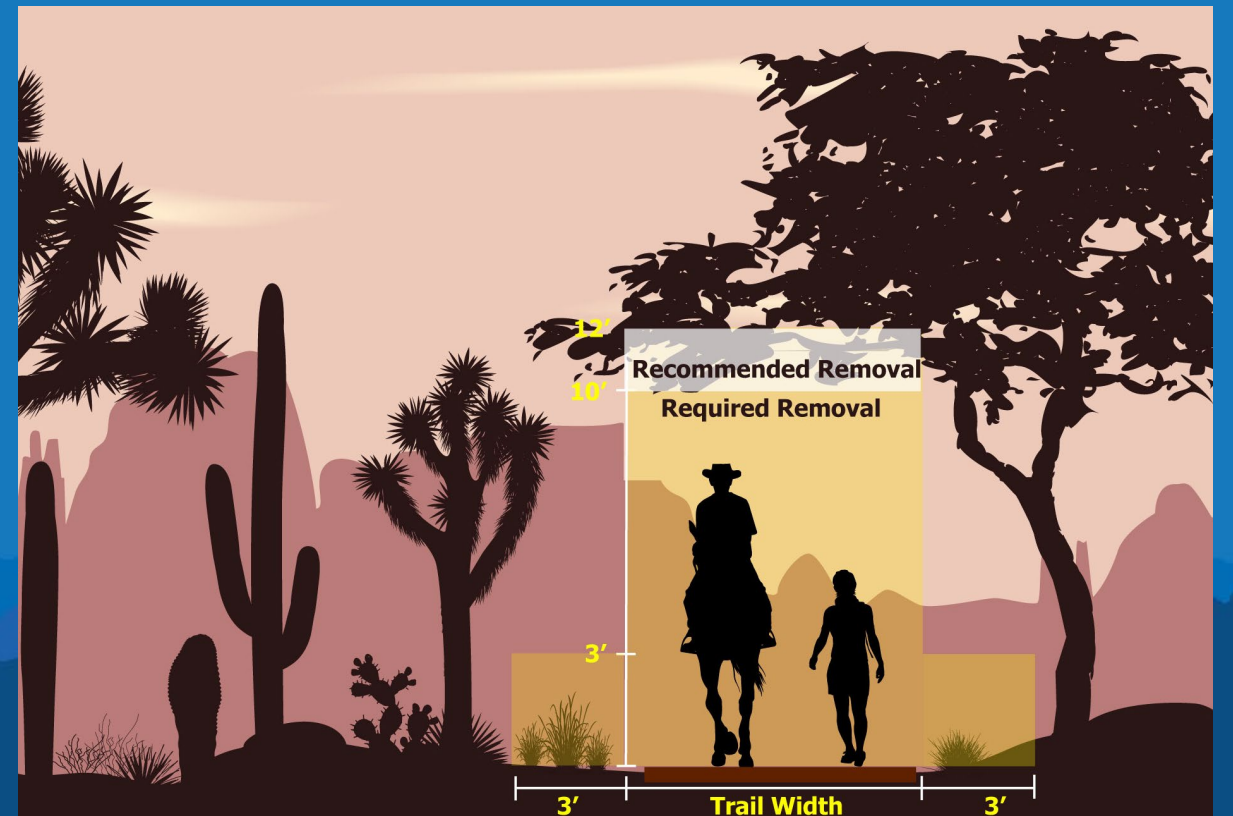 12′
Recommended Removal
10′
Required Removal
3′
3′
Trail Width
3′